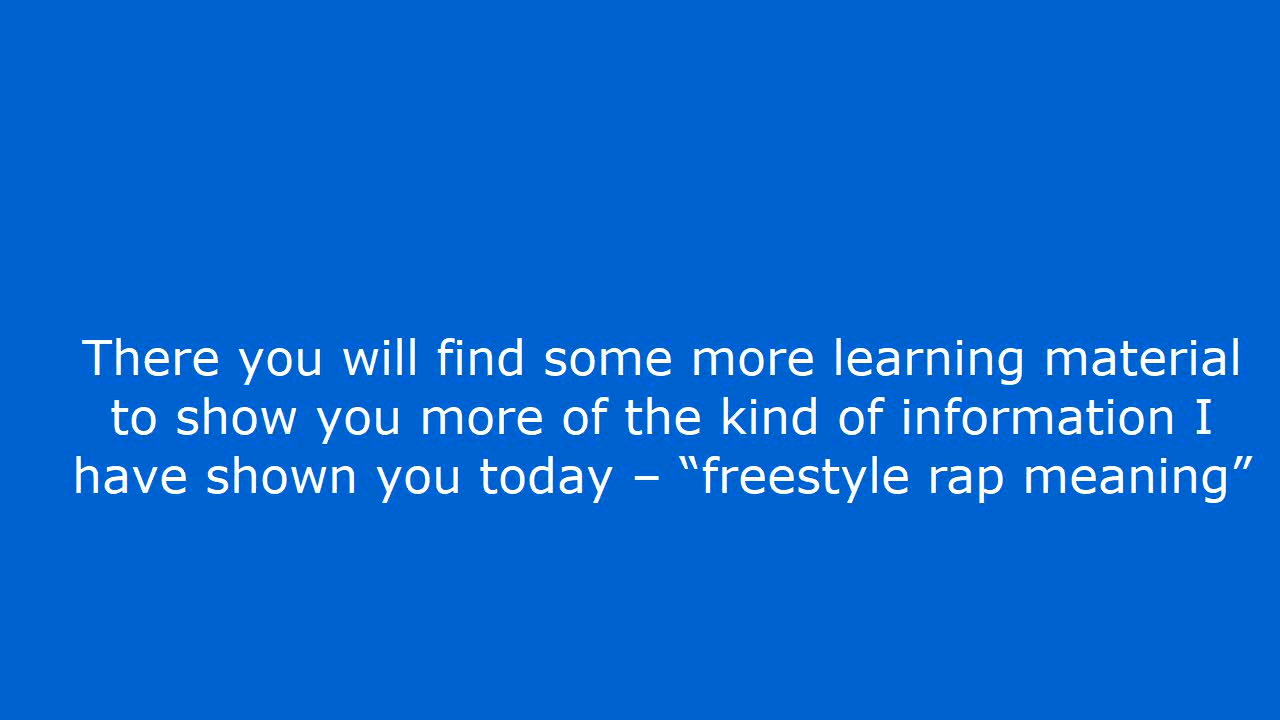 There you will find some more learning material
to show you more of the kind of information I
have shown you today – “freestyle rap meaning”